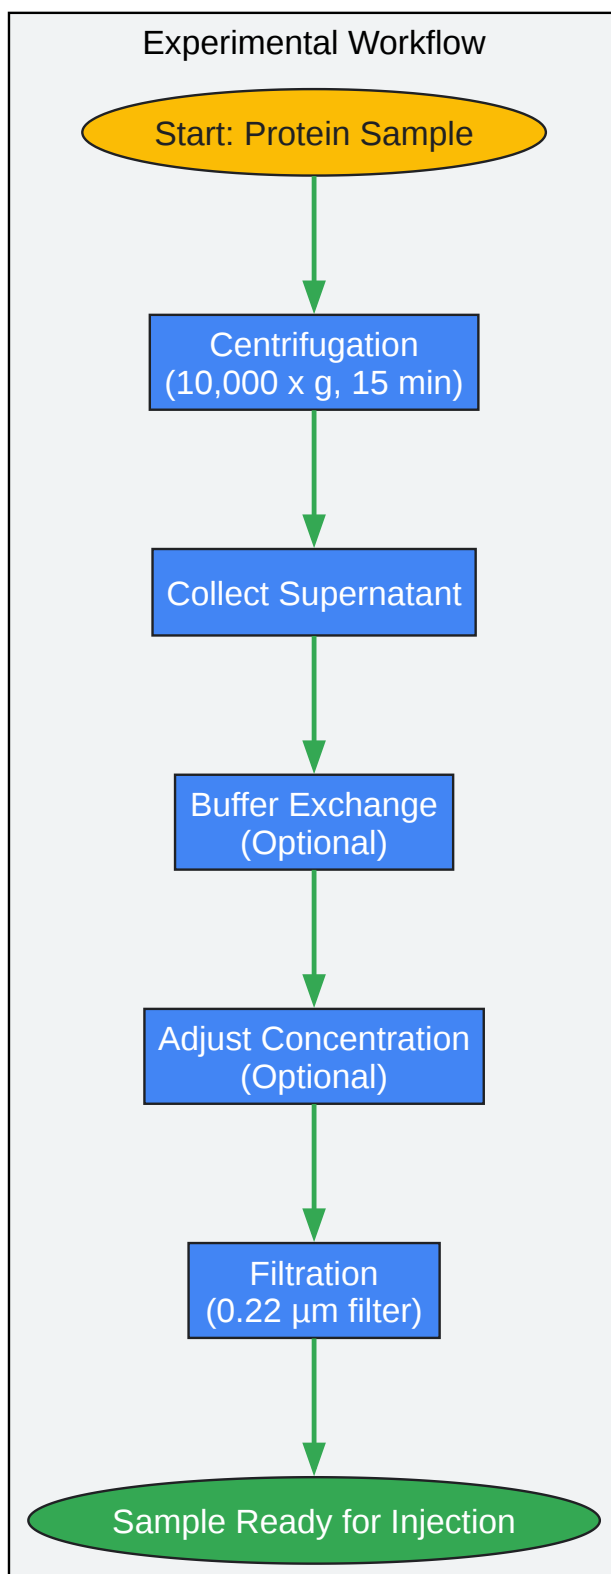 Experimental Workflow
Start: Protein Sample
Centrifugation
(10,000 x g, 15 min)
Collect Supernatant
Buffer Exchange
(Optional)
Adjust Concentration
(Optional)
Filtration
(0.22 µm filter)
Sample Ready for Injection